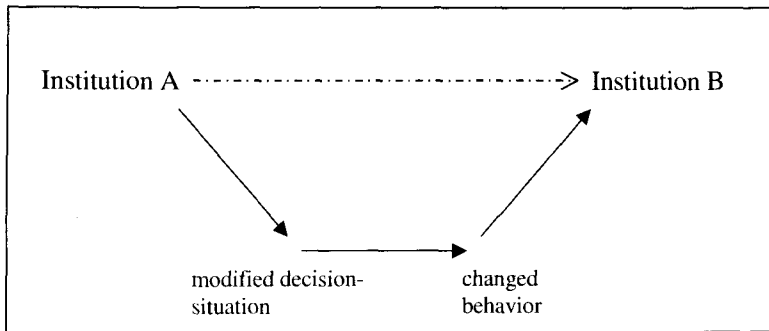 Institution A
Institution B
modified decision-
situation
changed
behavior